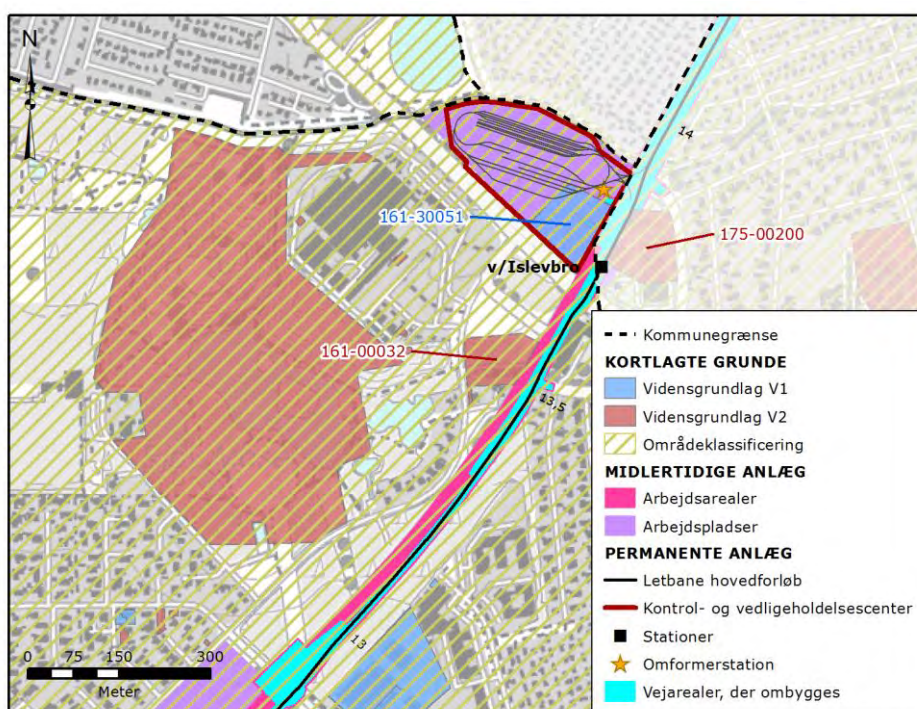 N
14
161-30051
175-00200
v/Islevbro
161-00032
13,5
13
0 75 150 300
Meter
Kommunegrænse
KORTLAGTE GRUNDE
Vidensgrundlag V1
Vidensgrundlag V2
Områdeklassificering
MIDLERTIDIGE ANLÆG
Arbejdsarealer
Arbejdspladser
PERMANENTE ANLÆG
Letbane hovedforløb
Kontrol- og vedligeholdelsescenter
Stationer
Omformerstation
Vejarealer, der ombygges